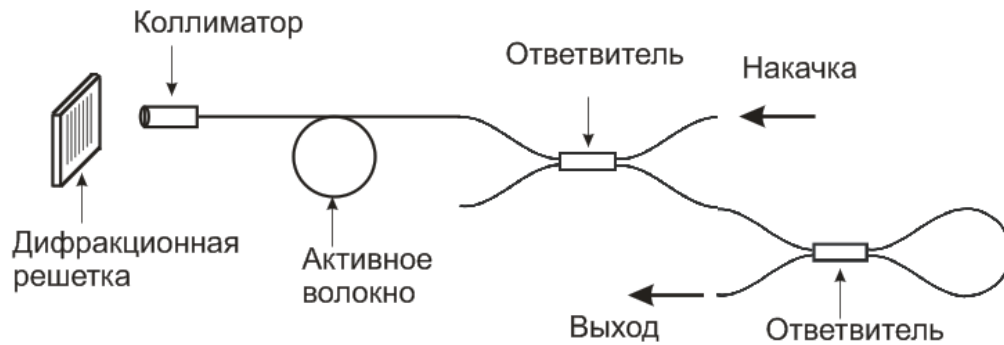 Коллиматор
Ответвитель
Накачка
Дифракционная
решетка
Активное
волокно
Выход
Ответвитель